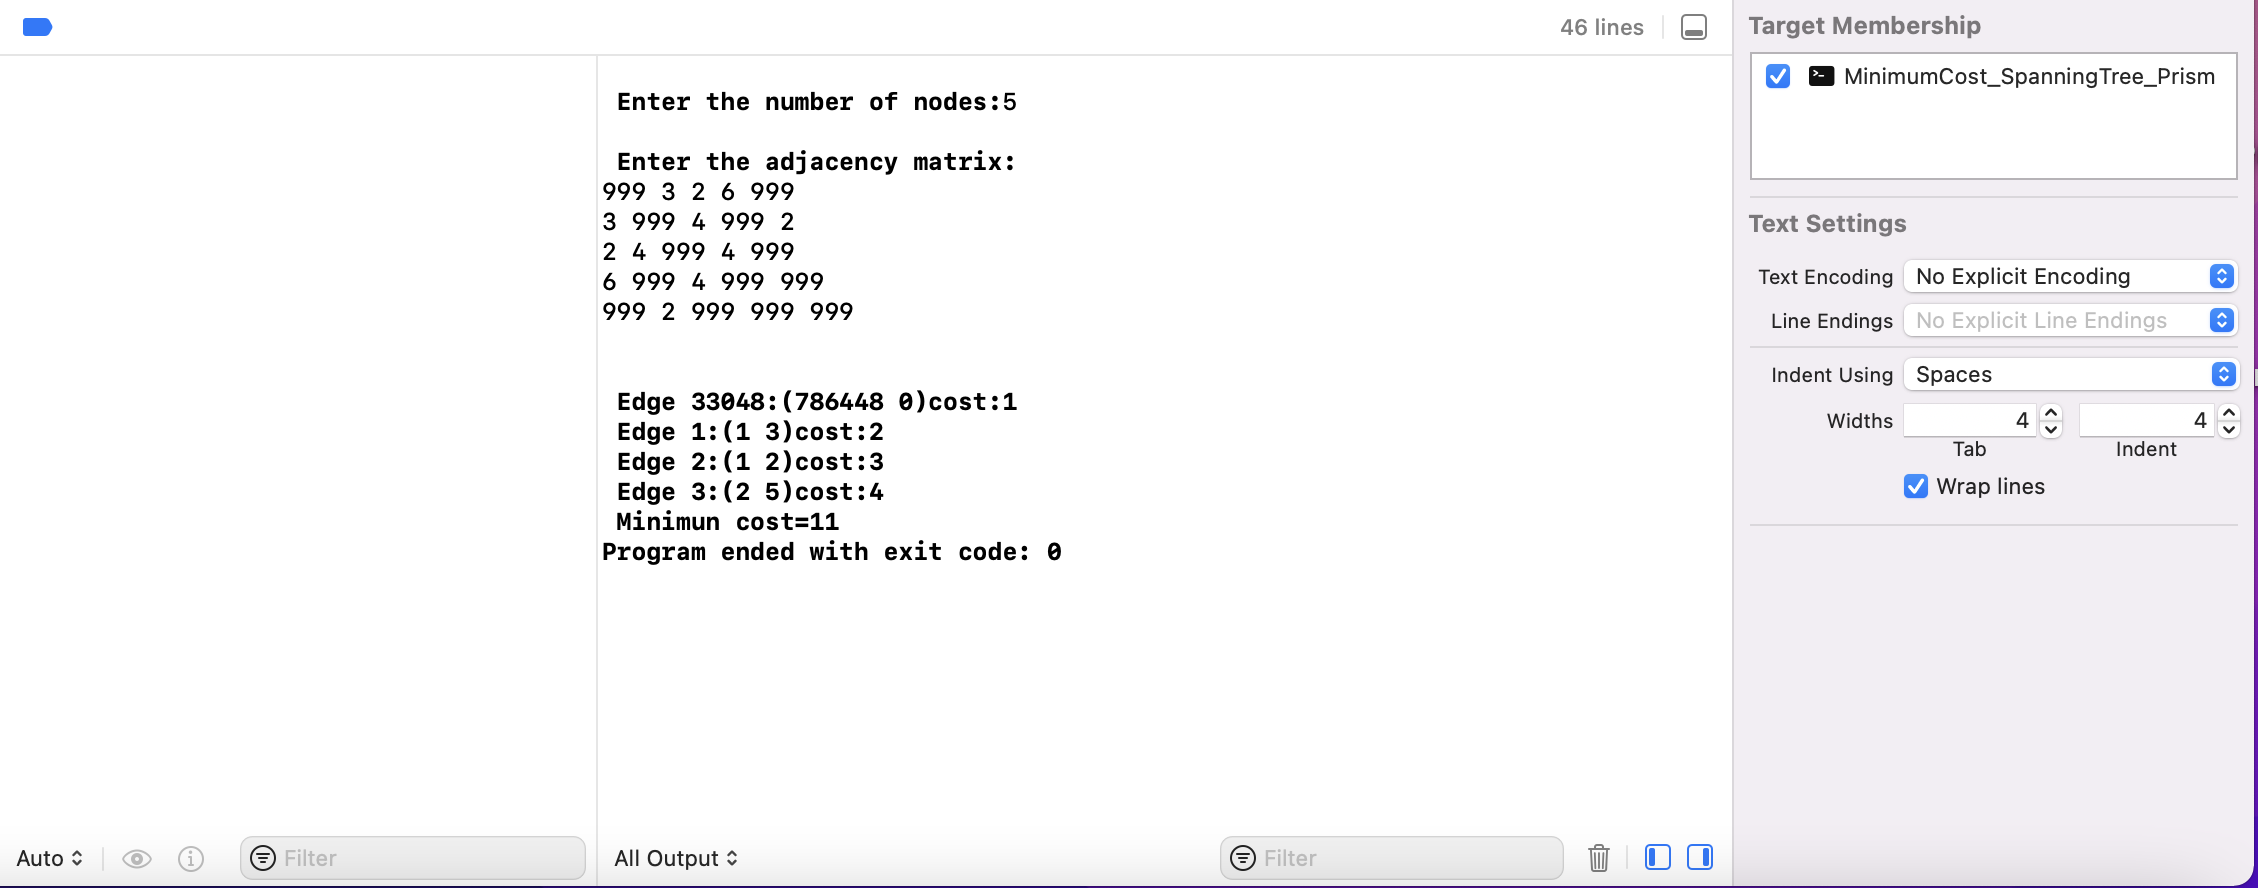 46 lines
Enter the number of nodes:5
Enter the adjacency matrix:
999 3 2 6 999
3 999 4 999 2
2 4 999 4 999
6 999 4 999 999
999 2 999 999 999
Edge 33048:(786448 0)cost:1
Edge 1:(1 3)cost:2
Edge 2:(1 2)cost:3
Edge 3:(2 5)cost:4
Minimun cost=11
Program ended with exit code: 0
Auto
Filter
All Output
Filter
Target Membership
MinimumCost_SpanningTree_Prism
Text Settings
Text Encoding No Explicit Encoding
Line Endings No Explicit Line Endings
Indent Using Spaces
Widths 4 4
Tab Indent
Wrap lines